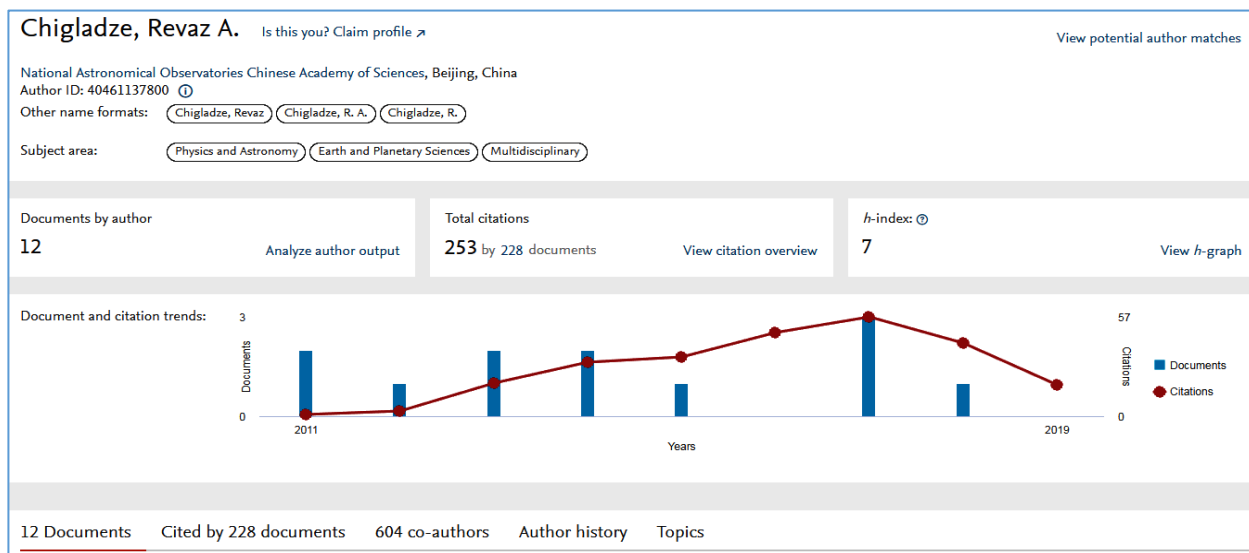 Chigladze, Revaz A. Is this you? Claim profile ↗
View potential author matches
National Astronomical Observatories Chinese Academy of Sciences, Beijing, China
Author ID: 40461137800
Other name formats: Chigladze, Revaz Chigladze, R. A. Chigladze, R.
Subject area: Physics and Astronomy Earth and Planetary Sciences Multidisciplinary
Documents by author
12
Analyze author output
Total citations
253 by 228 documents
View citation overview
h-index:
7
View h-graph
Document and citation trends:
3
0
Documents
2011
2019
Years
57
0
Citations
Documents
Citations
12 Documents Cited by 228 documents 604 co-authors Author history Topics